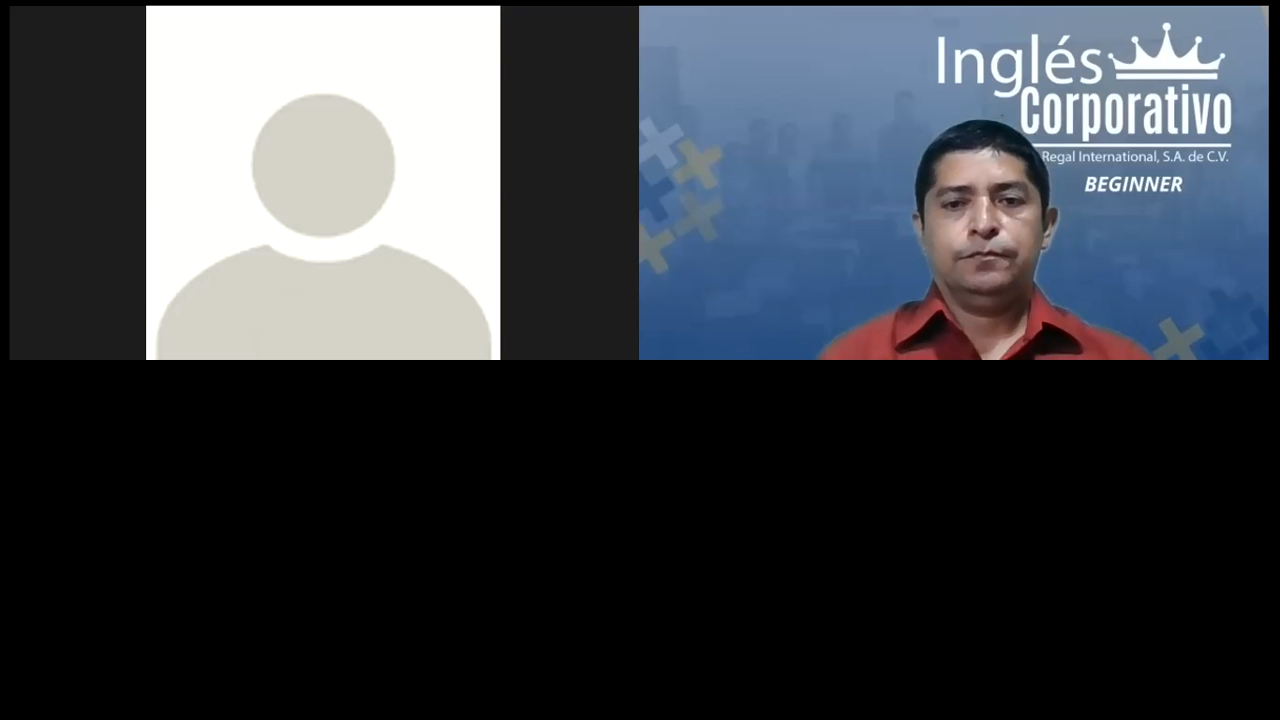 Inglés
Corporativo
Regal International, S.A. de C.V.
BEGINNER